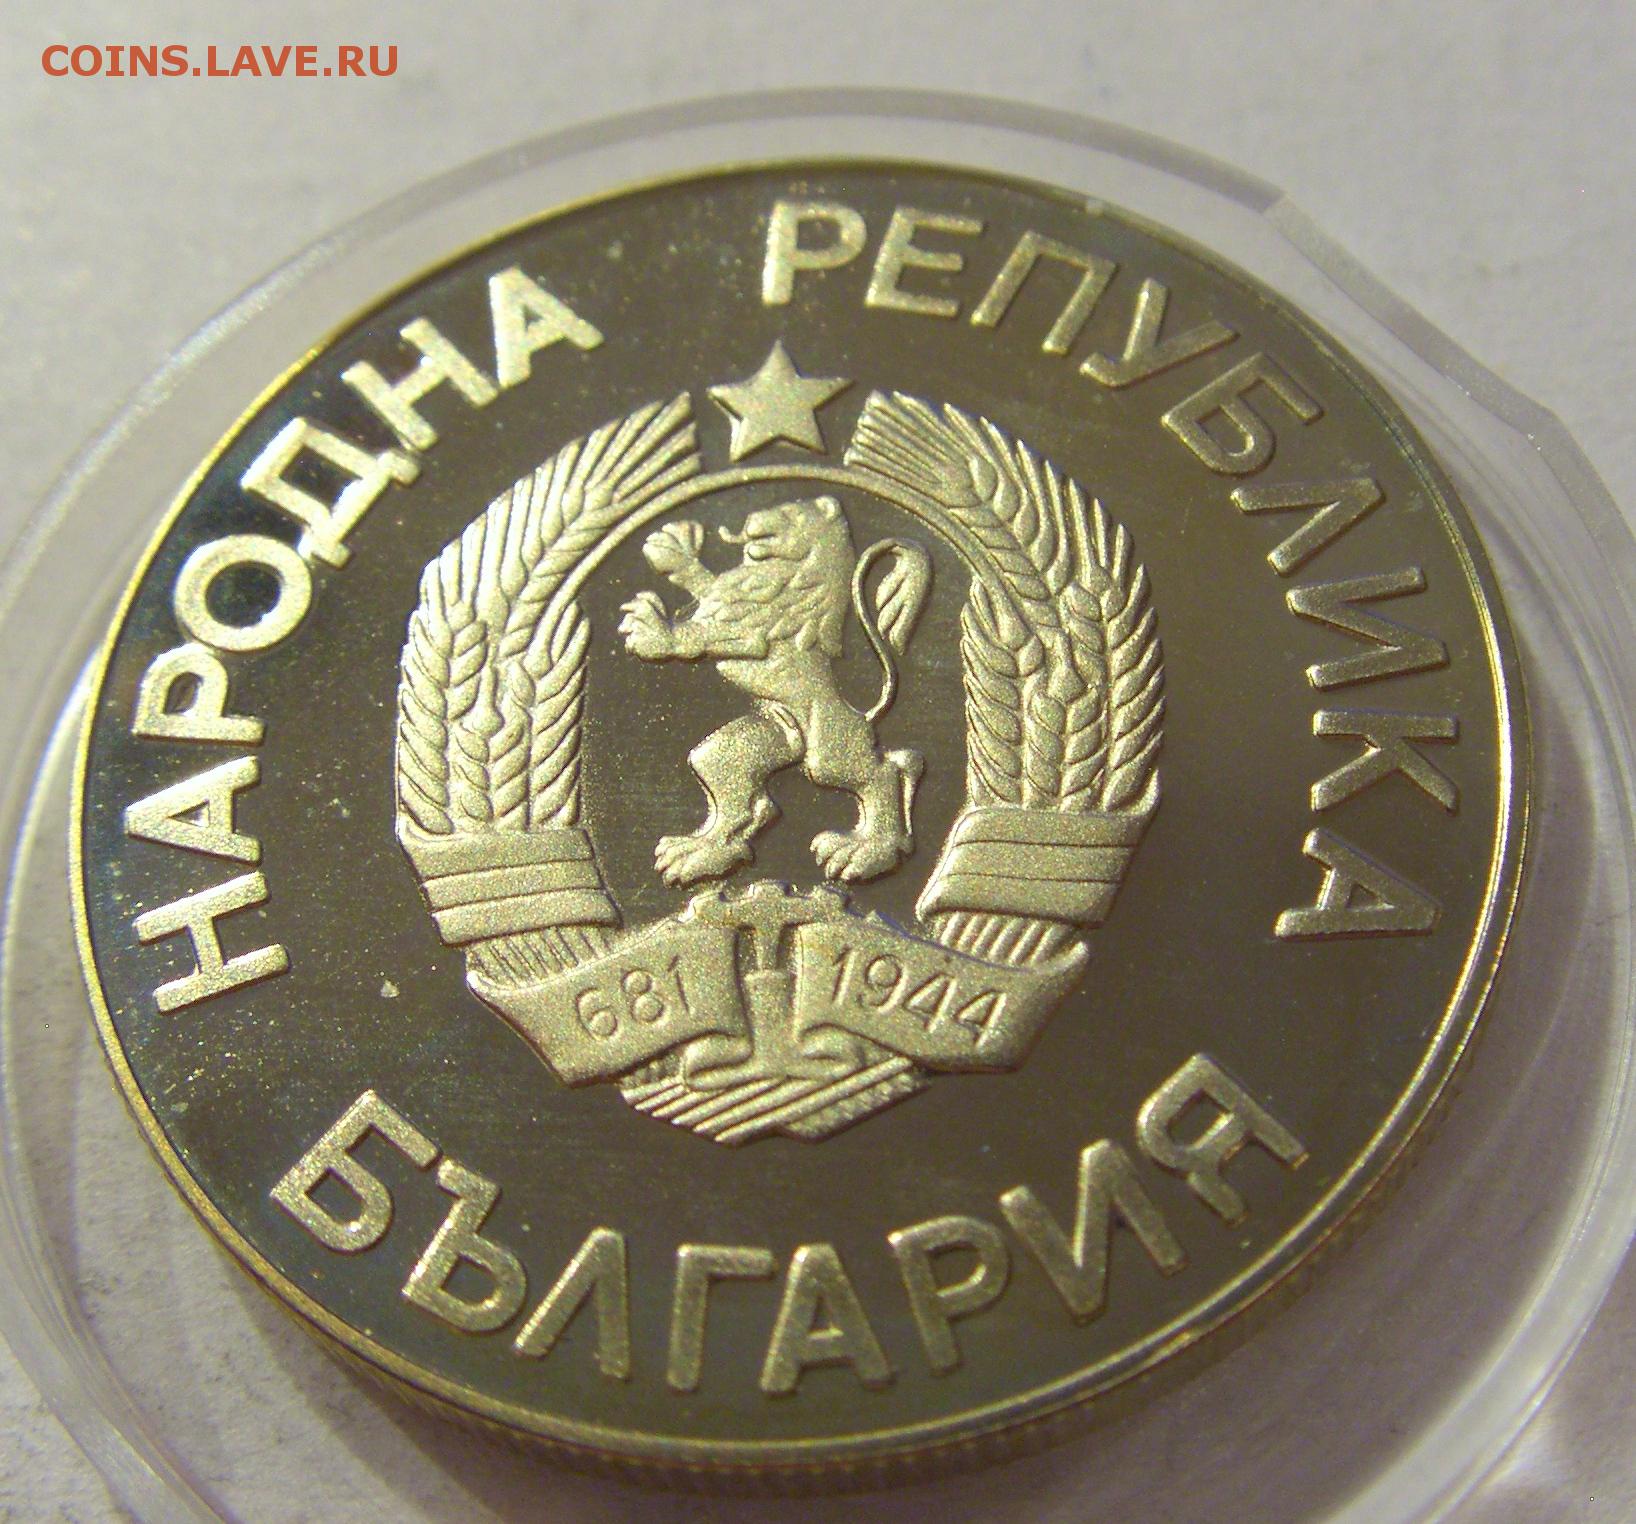 COINS.LAVE.RU
НАРОДНА РЕПУБЛИКА
681 1944
БЪЛГАРИЯ